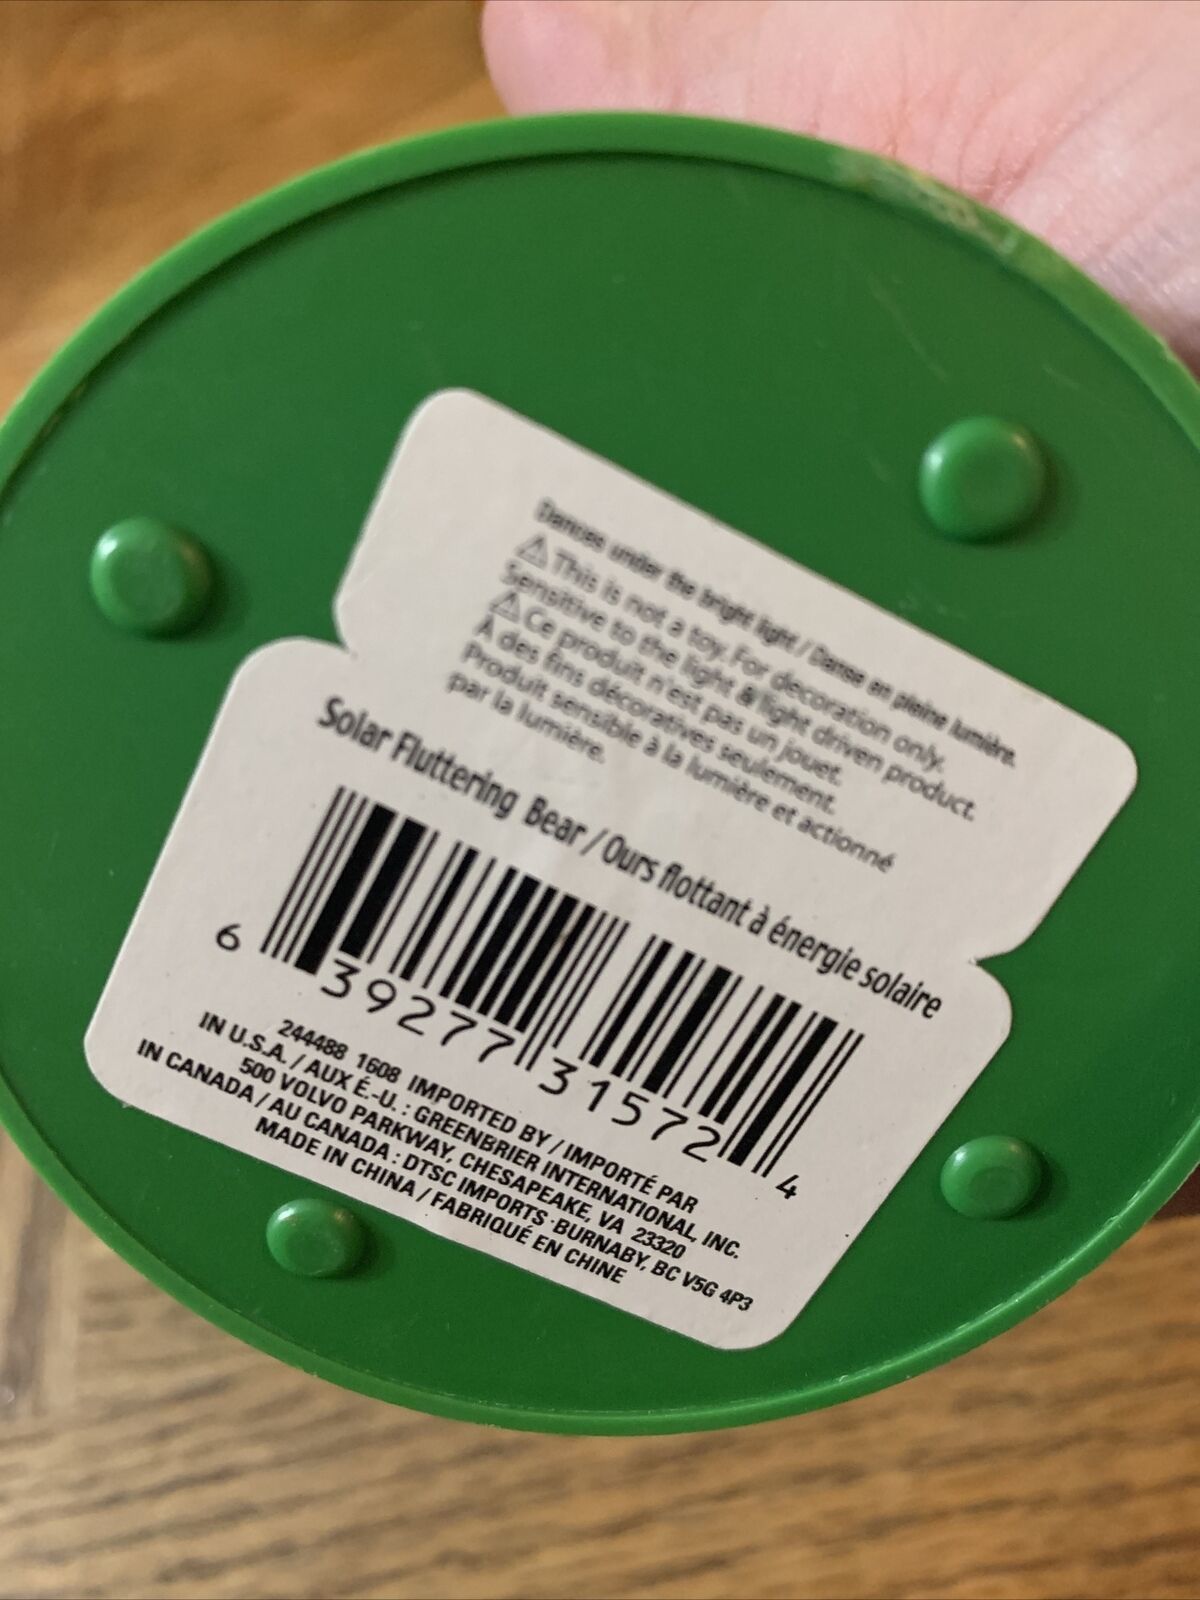 Dances under the bright light / Danse en pleine lumière.
⚠ This is not a toy. For decoration only.
Sensitive to the light & light driven product.
⚠ Ce produit n'est pas un jouet.
À des fins décoratives seulement.
Produit sensible à la lumière et actionné
par la lumière.
Solar Fluttering Bear / Ours flottant à énergie solaire
6 39277 31572 4
244488 1608 IMPORTED BY / IMPORTÉ PAR
IN U.S.A. / AUX É.-U. : GREENBRIER INTERNATIONAL, INC.
500 VOLVO PARKWAY, CHESAPEAKE, VA 23320
IN CANADA / AU CANADA : DTSC IMPORTS · BURNABY, BC V5G 4P3
MADE IN CHINA / FABRIQUÉ EN CHINE